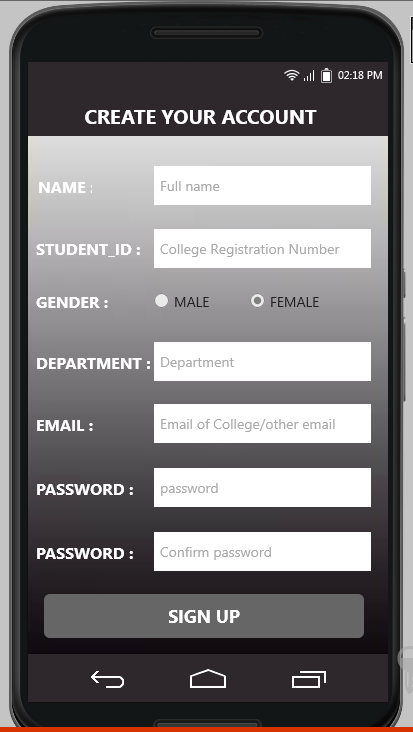 02:18 PM
CREATE YOUR ACCOUNT
NAME : Full name
STUDENT_ID : College Registration Number
GENDER : MALE FEMALE
DEPARTMENT : Department
EMAIL : Email of College/other email
PASSWORD : password
PASSWORD : Confirm password
SIGN UP